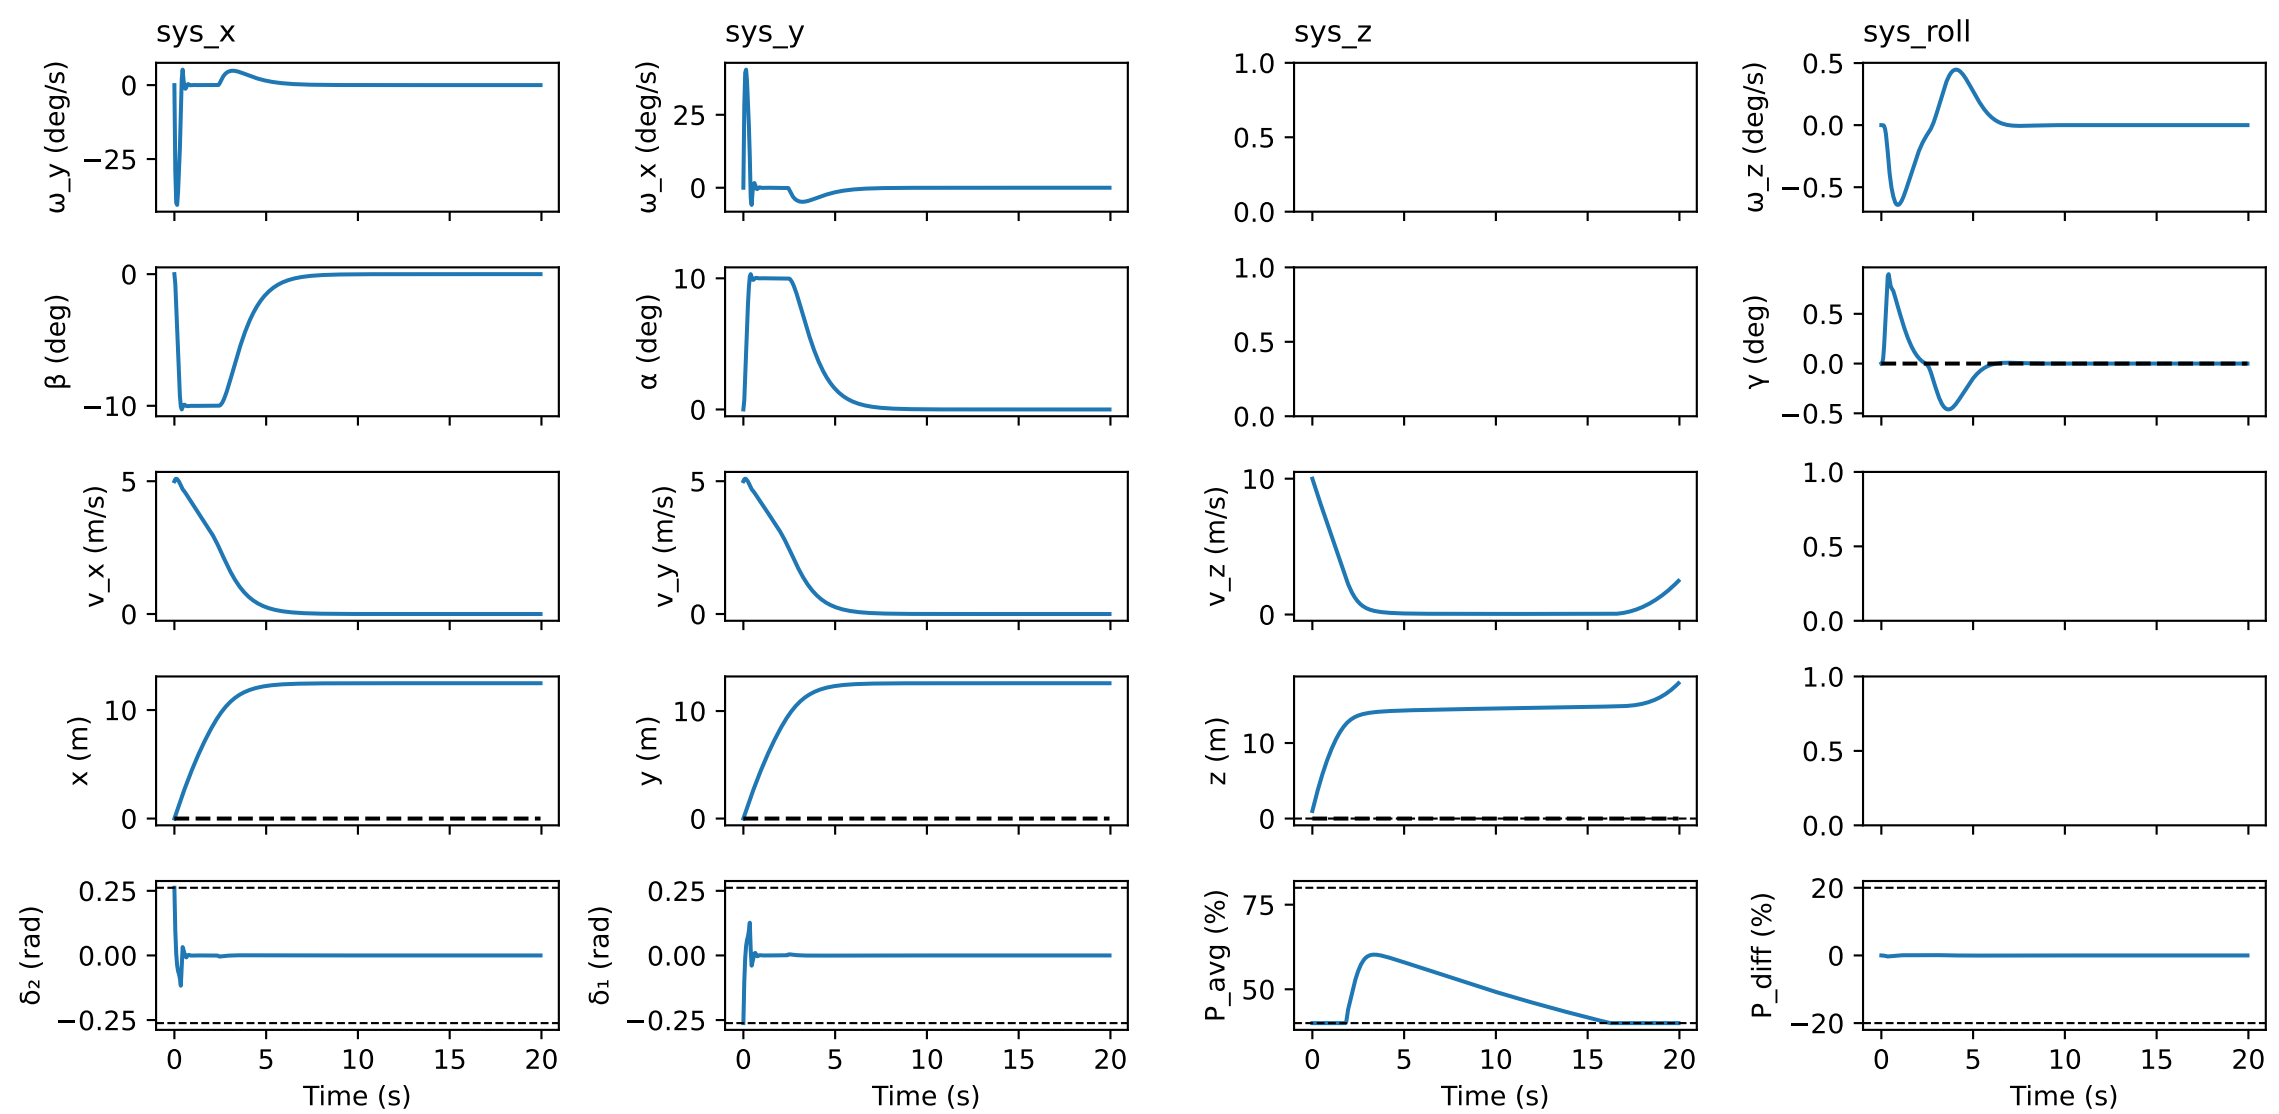 sys_x
sys_y
sys_z
sys_roll
ω_y (deg/s)
0
−25
ω_x (deg/s)
25
0
1.0
0.5
0.0
ω_z (deg/s)
0.5
0.0
−0.5
β (deg)
0
−10
α (deg)
10
0
1.0
0.5
0.0
γ (deg)
0.5
0.0
−0.5
v_x (m/s)
5
0
v_y (m/s)
5
0
v_z (m/s)
10
0
1.0
0.5
0.0
x (m)
10
0
y (m)
10
0
z (m)
10
0
1.0
0.5
0.0
δ₂ (rad)
0.25
0.00
−0.25
0 5 10 15 20
Time (s)
δ₁ (rad)
0.25
0.00
−0.25
0 5 10 15 20
Time (s)
P_avg (%)
75
50
0 5 10 15 20
Time (s)
P_diff (%)
20
0
−20
0 5 10 15 20
Time (s)